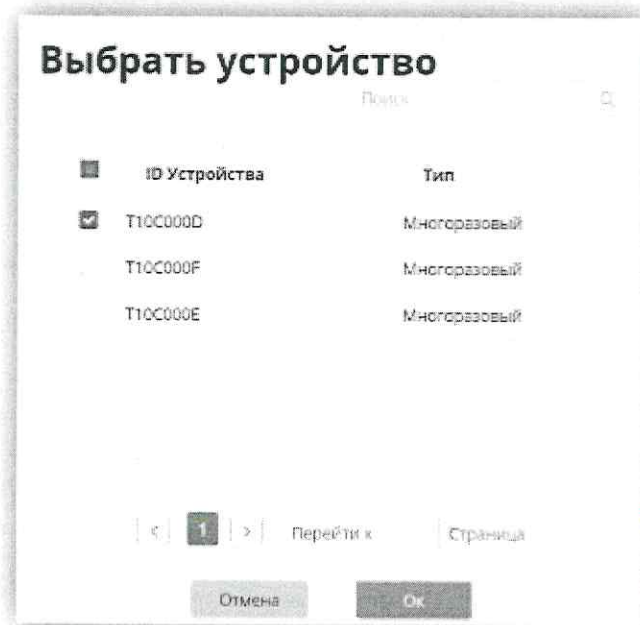 Выбрать устройство
Поиск
ID Устройства Тип
T10C000D Многоразовый
T10C000F Многоразовый
T10C000E Многоразовый
< 1 > Перейти к Страница
Отмена Ок